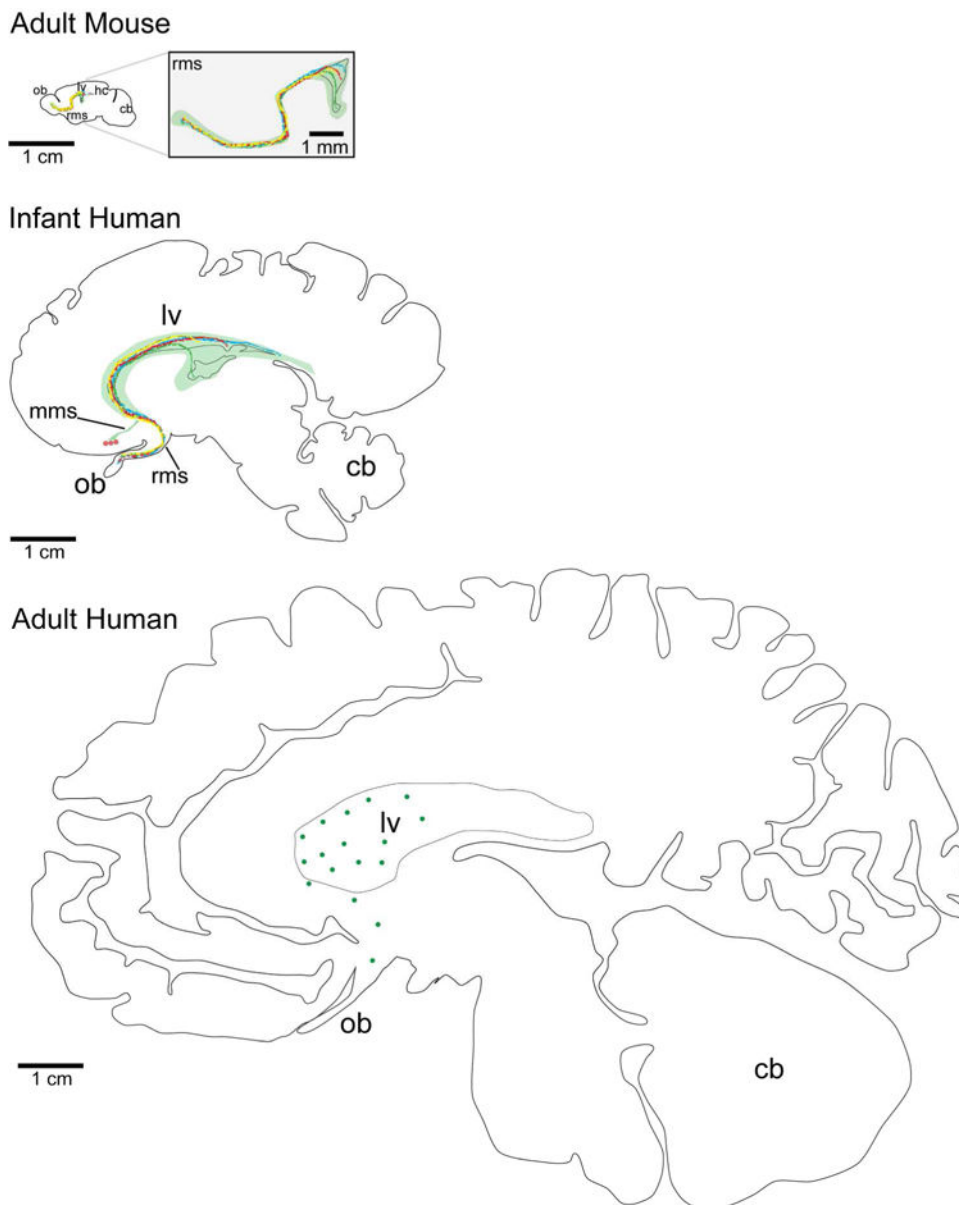 Adult Mouse
ob
lv
hc
cb
rms
1 cm
rms
1 mm
Infant Human
lv
mms
rms
ob
cb
1 cm
Adult Human
lv
ob
cb
1 cm